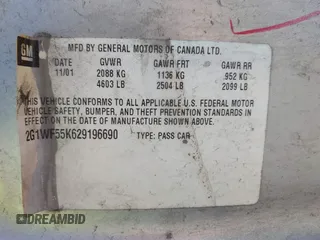 GM
MFD BY GENERAL MOTORS OF CANADA LTD.
DATE GVWR GAWR FRT GAWR RR
11/01 2088 KG 1136 KG 952 KG
4603 LB 2504 LB 2099 LB
THIS VEHICLE CONFORMS TO ALL APPLICABLE U.S. FEDERAL MOTOR
VEHICLE SAFETY, BUMPER, AND THEFT PREVENTION STANDARDS IN
EFFECT ON THE DATE OF MANUFACTURE SHOWN ABOVE.
2G1WF55K629196690 TYPE: PASS CAR
DREAMBID